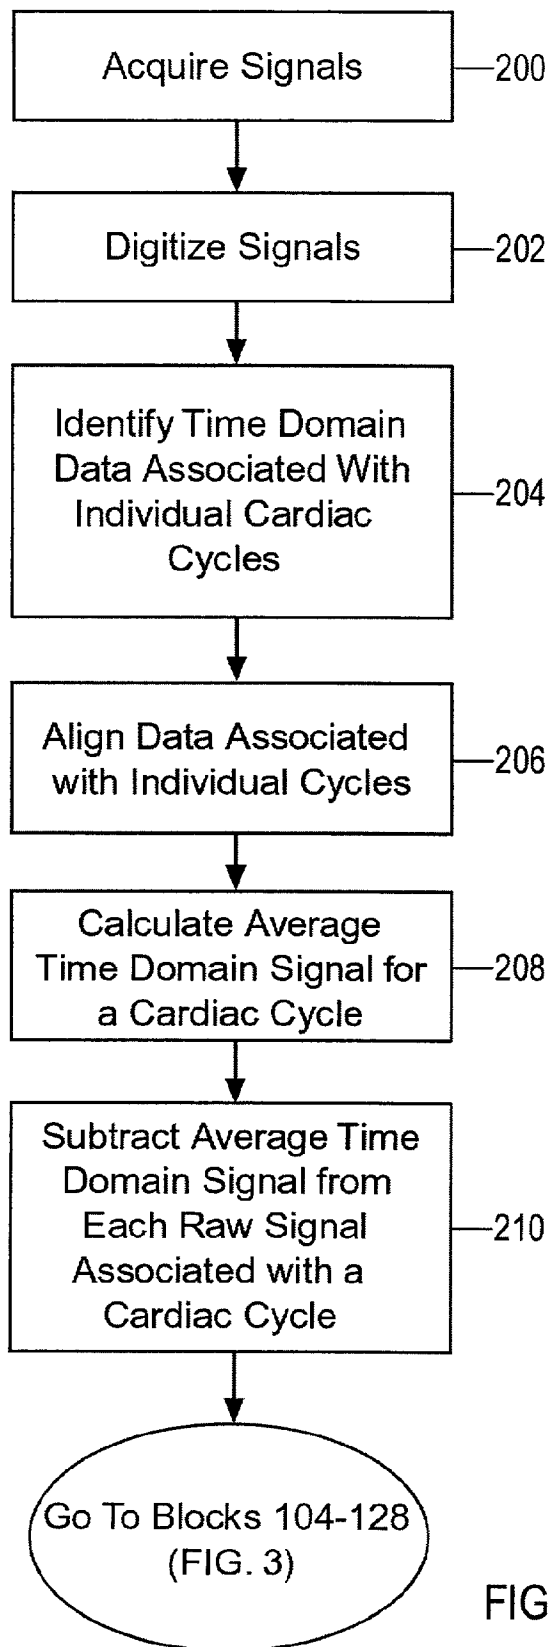 Acquire Signals
200
Digitize Signals
202
Identify Time Domain
Data Associated With
Individual Cardiac
Cycles
204
Align Data Associated
with Individual Cycles
206
Calculate Average
Time Domain Signal for
a Cardiac Cycle
208
Subtract Average Time
Domain Signal from
Each Raw Signal
Associated with a
Cardiac Cycle
210
Go To Blocks 104-128
(FIG. 3)
FIG